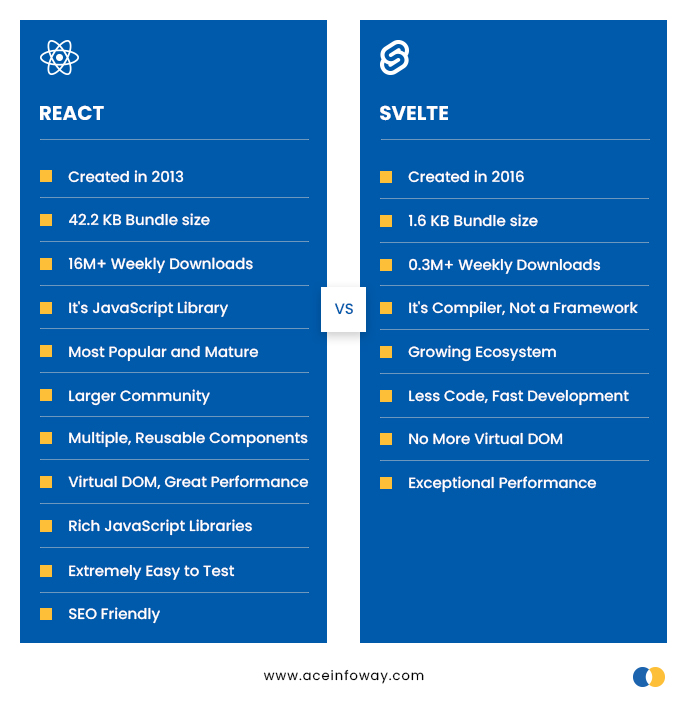 REACT
Created in 2013
42.2 KB Bundle size
16M+ Weekly Downloads
It's JavaScript Library
Most Popular and Mature
Larger Community
Multiple, Reusable Components
Virtual DOM, Great Performance
Rich JavaScript Libraries
Extremely Easy to Test
SEO Friendly
VS
SVELTE
Created in 2016
1.6 KB Bundle size
0.3M+ Weekly Downloads
It's Compiler, Not a Framework
Growing Ecosystem
Less Code, Fast Development
No More Virtual DOM
Exceptional Performance
www.aceinfoway.com